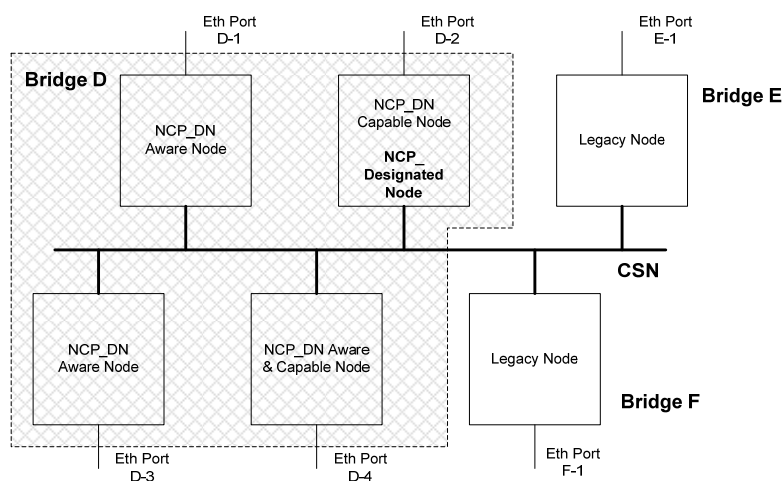 Eth Port
D-1
Eth Port
D-2
Eth Port
E-1
Bridge D
NCP_DN
Aware Node
NCP_DN
Capable Node
NCP_
Designated
Node
Legacy Node
Bridge E
CSN
NCP_DN
Aware Node
NCP_DN Aware
& Capable Node
Legacy Node
Bridge F
Eth Port
D-3
Eth Port
D-4
Eth Port
F-1